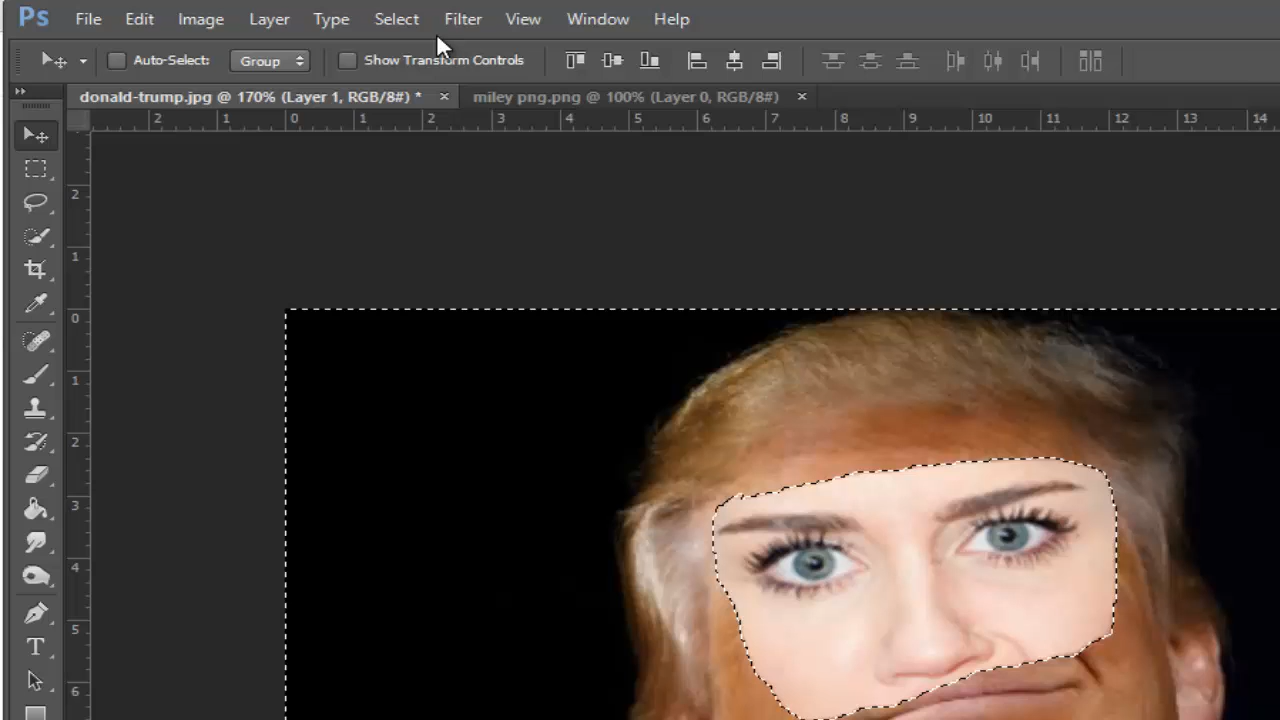 Ps File Edit Image Layer Type Select Filter View Window Help
Auto-Select: Group Show Transform Controls
donald-trump.jpg @ 170% (Layer 1, RGB/8#) * × miley png.png @ 100% (Layer 0, RGB/8#) ×
2 1 0 1 2 3 4 5 6 7 8 9 10 11 12 13 14
2
1
0
1
2
3
4
5
6
T